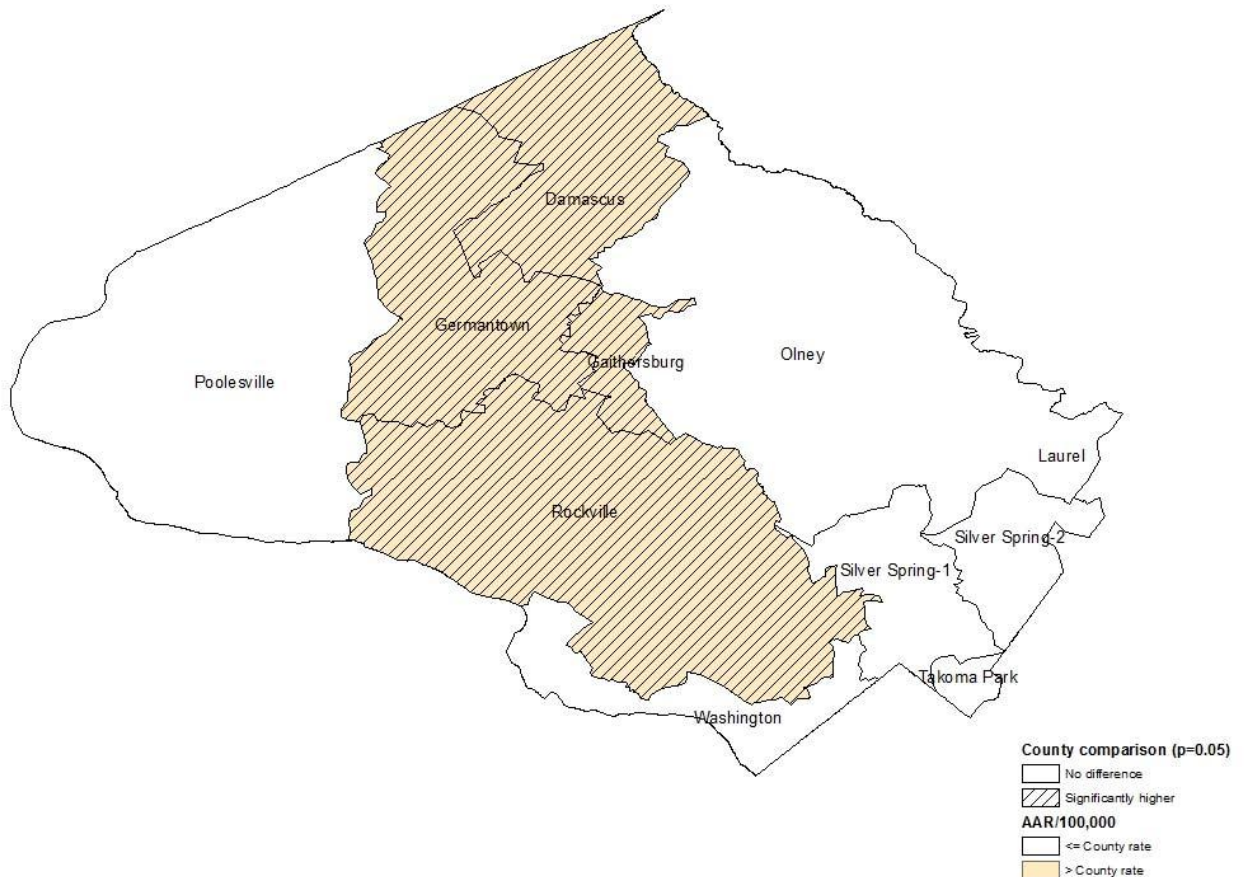 Damascus
Germantown
Gaithersburg
Olney
Poolesville
Laurel
Rockville
Silver Spring-2
Silver Spring-1
Takoma Park
Washington
County comparison (p=0.05)
No difference
Significantly higher
AAR/100,000
<= County rate
> County rate